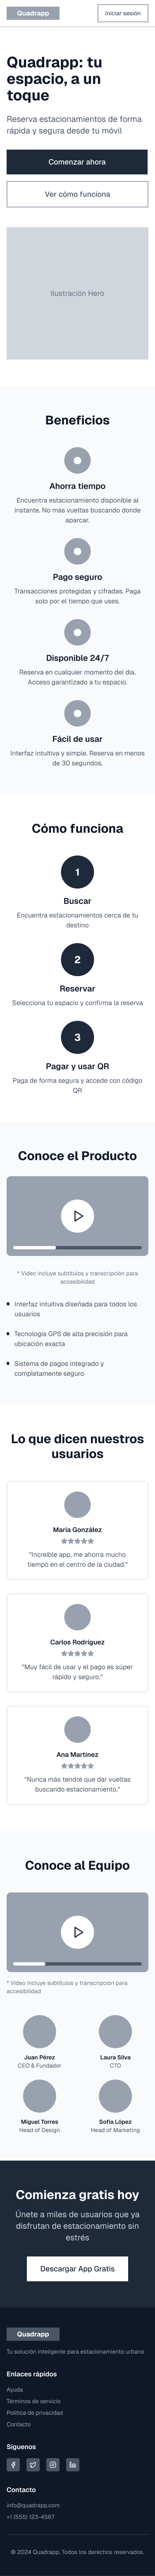 Quadrapp
Iniciar sesión
Quadrapp: tu
espacio, a un
toque
Reserva estacionamientos de forma
rápida y segura desde tu móvil
Comenzar ahora
Ver cómo funciona
Ilustración Hero
Beneficios
Ahorra tiempo
Encuentra estacionamiento disponible al
instante. No más vueltas buscando donde
aparcar.
Pago seguro
Transacciones protegidas y cifradas. Paga
solo por el tiempo que uses.
Disponible 24/7
Reserva en cualquier momento del día.
Acceso garantizado a tu espacio.
Fácil de usar
Interfaz intuitiva y simple. Reserva en menos
de 30 segundos.
Cómo funciona
1
Buscar
Encuentra estacionamientos cerca de tu
destino
2
Reservar
Selecciona tu espacio y confirma la reserva
3
Pagar y usar QR
Paga de forma segura y accede con código
QR
Conoce el Producto
* Video incluye subtítulos y transcripción para
accesibilidad
Interfaz intuitiva diseñada para todos los
usuarios
Tecnología GPS de alta precisión para
ubicación exacta
Sistema de pagos integrado y
completamente seguro
Lo que dicen nuestros
usuarios
María González
"Increíble app, me ahorra mucho
tiempo en el centro de la ciudad."
Carlos Rodríguez
"Muy fácil de usar y el pago es súper
rápido y seguro."
Ana Martínez
"Nunca más tendré que dar vueltas
buscando estacionamiento."
Conoce al Equipo
* Video incluye subtítulos y transcripción para
accesibilidad
Juan Pérez
CEO & Fundador
Laura Silva
CTO
Miguel Torres
Head of Design
Sofía López
Head of Marketing
Comienza gratis hoy
Únete a miles de usuarios que ya
disfrutan de estacionamiento sin
estrés
Descargar App Gratis
Quadrapp
Tu solución inteligente para estacionamiento urbano
Enlaces rápidos
Ayuda
Términos de servicio
Política de privacidad
Contacto
Síguenos
Contacto
info@quadrapp.com
+1 (555) 123-4567
© 2024 Quadrapp. Todos los derechos reservados.